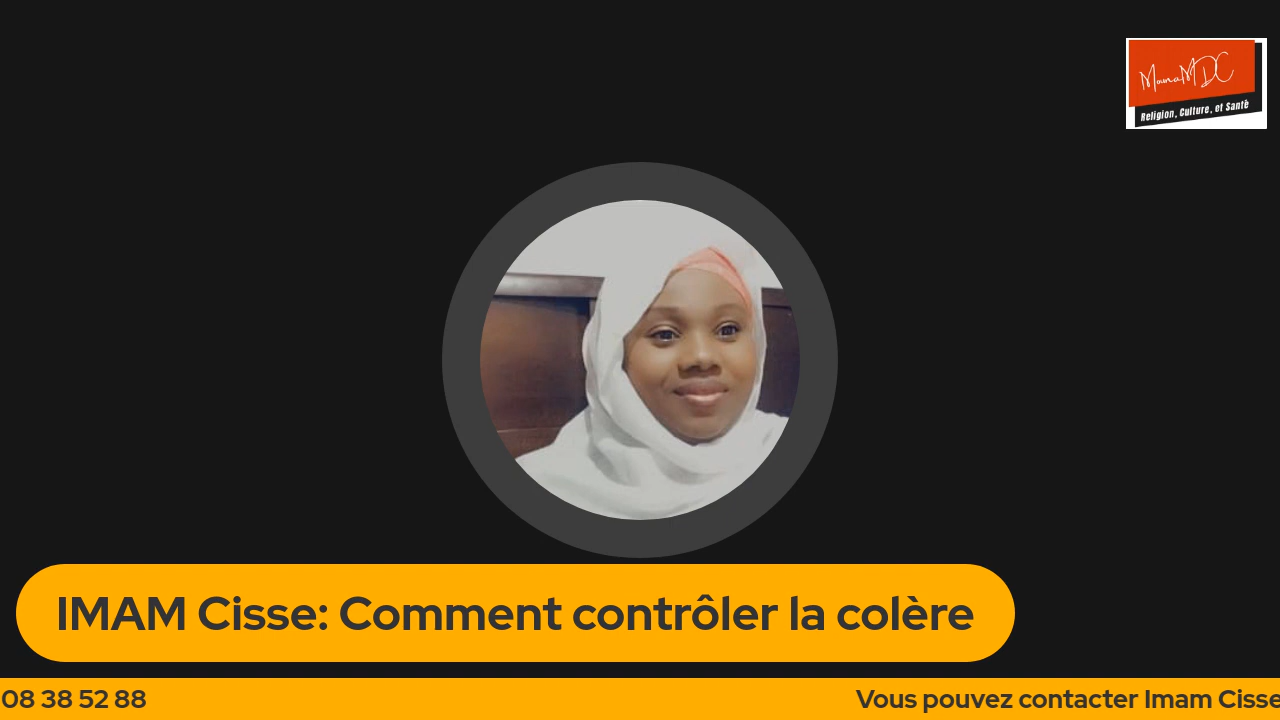 MounaMDC
Religion, Culture, et Santè
IMAM Cisse: Comment contrôler la colère
08 38 52 88
Vous pouvez contacter Imam Cisse